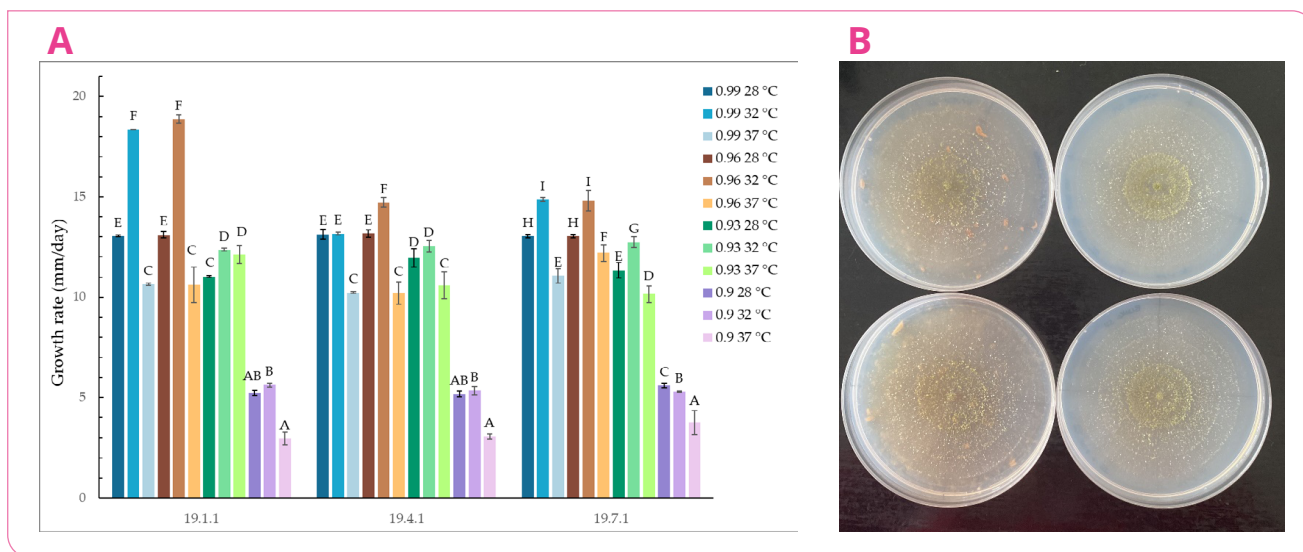 A
B
Growth rate (mm/day)
20
15
10
5
0
F
F
E
E
C
C
C
D
D
AB
B
A
E
E
C
E
F
C
D
D
C
AB
B
A
H
I
E
H
I
F
E
G
D
C
B
A
19.1.1
19.4.1
19.7.1
0.99 28 °C
0.99 32 °C
0.99 37 °C
0.96 28 °C
0.96 32 °C
0.96 37 °C
0.93 28 °C
0.93 32 °C
0.93 37 °C
0.9 28 °C
0.9 32 °C
0.9 37 °C